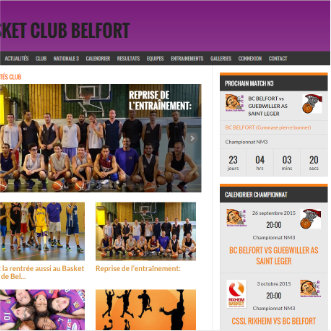 SKET CLUB BELFORT
ACTUALITÉS CLUB NATIONALE 3 CALENDRIER RESULTATS EQUIPES ENTRAINEMENTS GALLERIES CONNEXION CONTACT
TÉS CLUB
REPRISE DE
L'ENTRAÎNEMENT:
la rentrée aussi au Basket
de Bel...
Reprise de l'entraînement:
PROCHAIN MATCH N3
BC BELFORT vs
GUEBWILLER AS
SAINT LEGER
BC BELFORT (Gymnase pierre bonnet)
Championnat NM3
23 04 03 20
jours hrs mins secs
CALENDRIER CHAMPIONNAT
26 septembre 2015
20:00
Championnat NM3
BC BELFORT VS GUEBWILLER AS
SAINT LEGER
3 octobre 2015
20:00
RIXHEIM
BASKET
Championnat NM3
CSSL RIXHEIM VS BC BELFORT